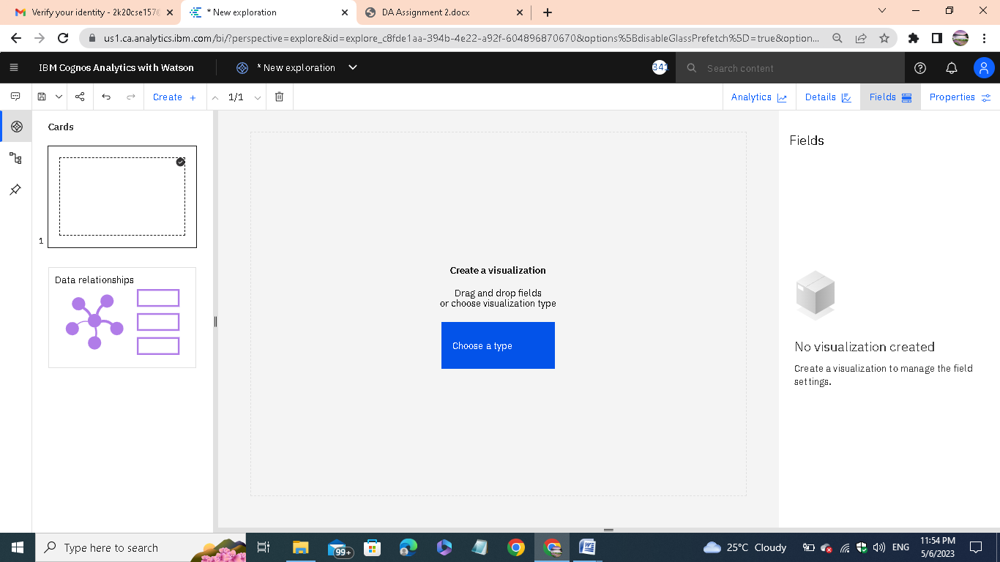 Verify your identity - 2k20cse157@
* New exploration
DA Assignment 2.docx
us1.ca.analytics.ibm.com/bi/?perspective=explore&id=explore_c8fde1aa-394b-4e22-a92f-604896870670&options%5BdisableGlassPrefetch%5D=true&option...
IBM Cognos Analytics with Watson
* New exploration
341
Search content
Create +
1/1
Analytics
Details
Fields
Properties
Cards
1
Data relationships
Create a visualization
Drag and drop fields
or choose visualization type
Choose a type
Fields
No visualization created
Create a visualization to manage the field
settings.
Type here to search
99+
25°C Cloudy
ENG
11:54 PM
5/6/2023